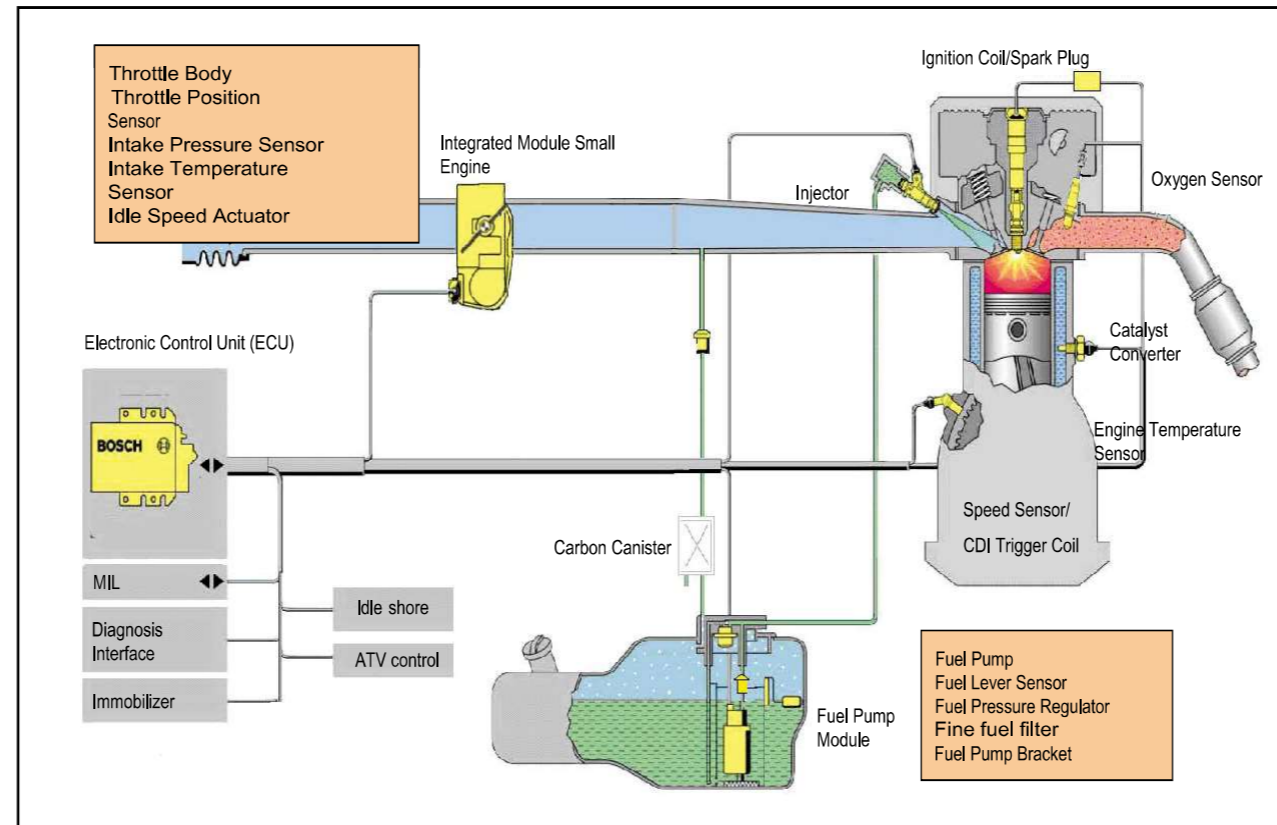 Throttle Body
Throttle Position
Sensor
Intake Pressure Sensor
Intake Temperature
Sensor
Idle Speed Actuator
Integrated Module Small
Engine
Ignition Coil/Spark Plug
Injector
Oxygen Sensor
Electronic Control Unit (ECU)
BOSCH
Catalyst
Converter
Engine Temperature
Sensor
Speed Sensor/
CDI Trigger Coil
Carbon Canister
MIL
Idle shore
Diagnosis
Interface
ATV control
Immobilizer
Fuel Pump
Module
Fuel Pump
Fuel Lever Sensor
Fuel Pressure Regulator
Fine fuel filter
Fuel Pump Bracket